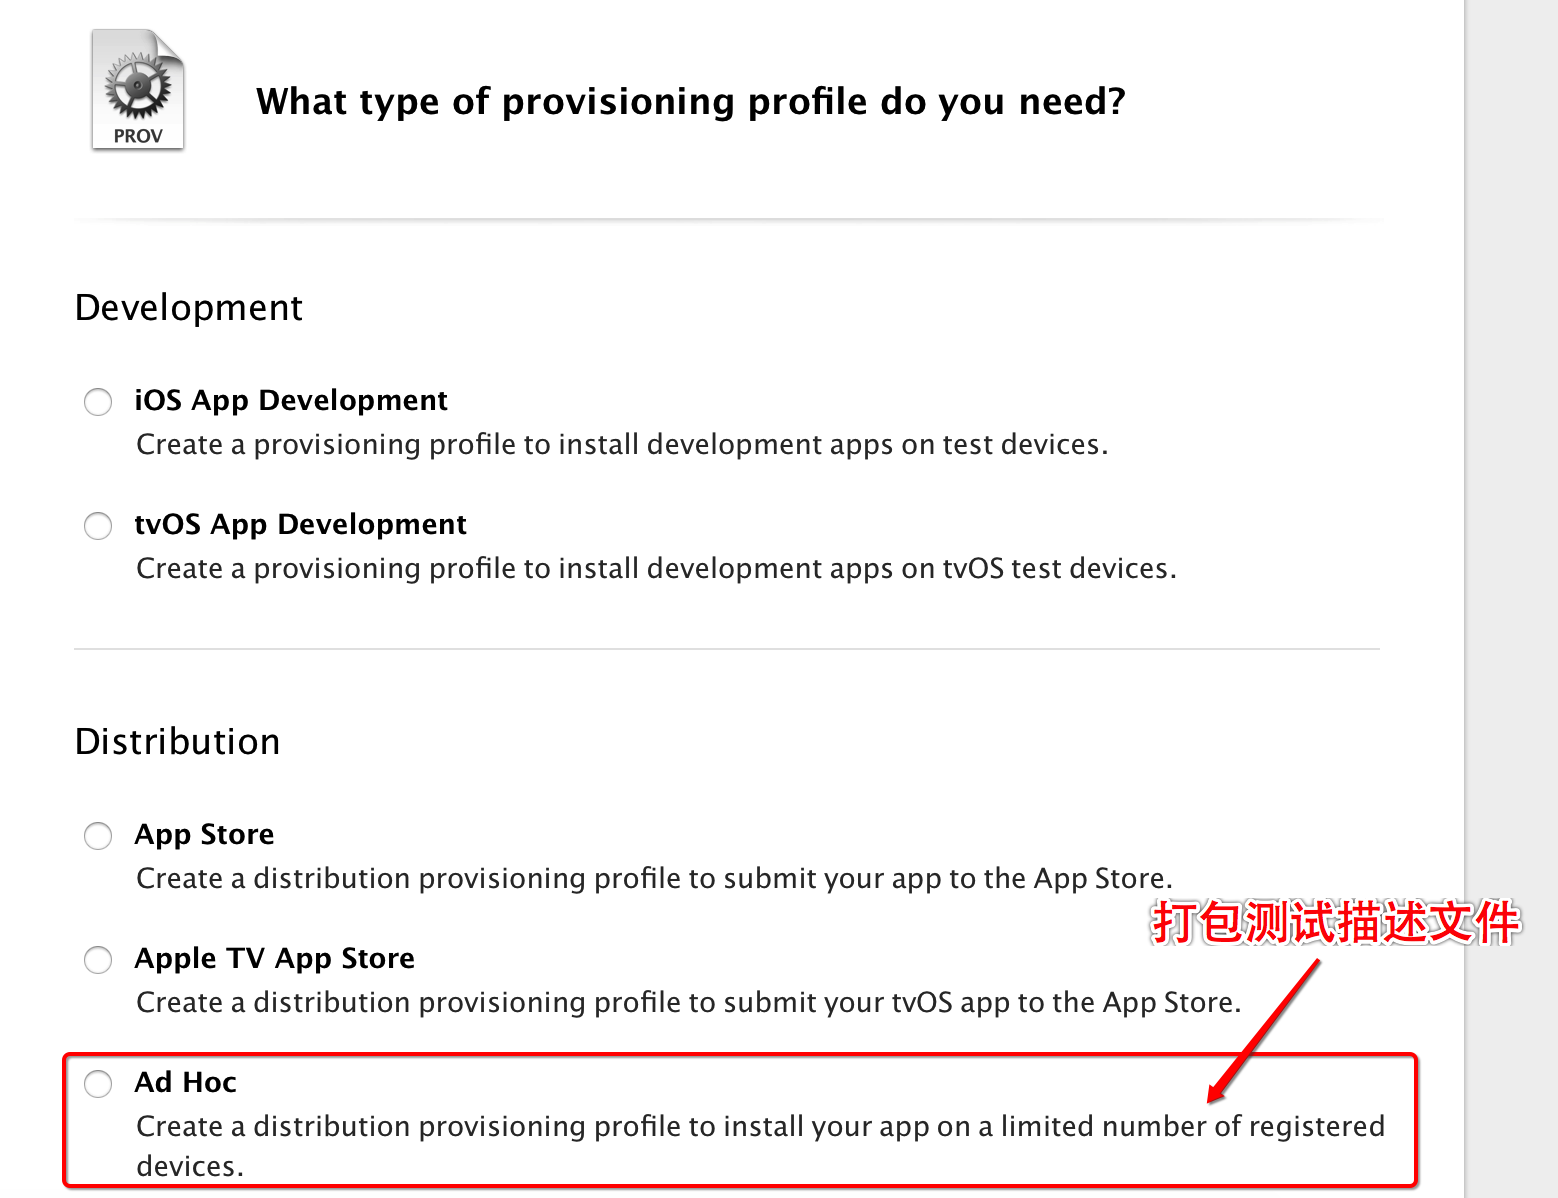 PROV
What type of provisioning profile do you need?
Development
iOS App Development
Create a provisioning profile to install development apps on test devices.
tvOS App Development
Create a provisioning profile to install development apps on tvOS test devices.
Distribution
App Store
Create a distribution provisioning profile to submit your app to the App Store.
打包测试描述文件
Apple TV App Store
Create a distribution provisioning profile to submit your tvOS app to the App Store.
Ad Hoc
Create a distribution provisioning profile to install your app on a limited number of registered
devices.